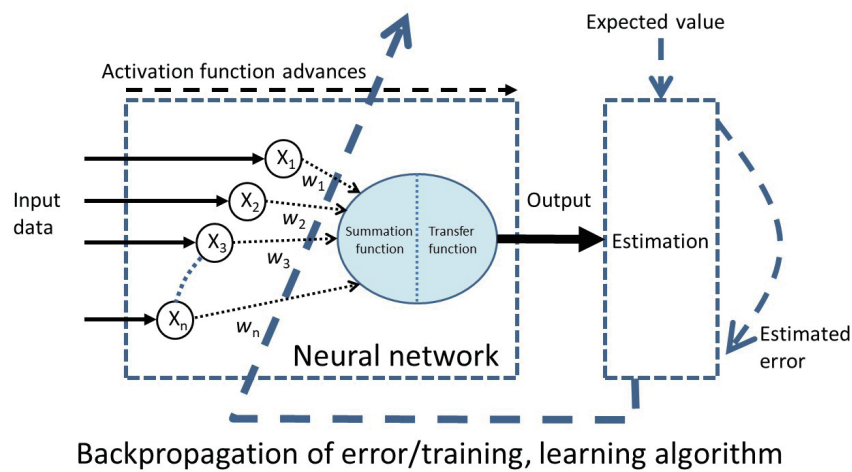 Expected value
Activation function advances
X1
w1
Input
data
X2
w2
Output
Summation
function
Transfer
function
Estimation
X3
w3
Xn
wn
Estimated
error
Neural network
Backpropagation of error/training, learning algorithm